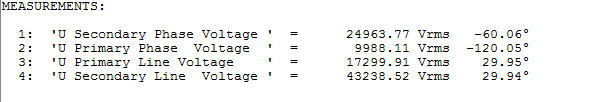 MEASUREMENTS:
1: 'U Secondary Phase Voltage ' = 24963.77 Vrms -60.06°
2: 'U Primary Phase Voltage ' = 9988.11 Vrms -120.05°
3: 'U Primary Line Voltage ' = 17299.91 Vrms 29.95°
4: 'U Secondary Line Voltage ' = 43238.52 Vrms 29.94°